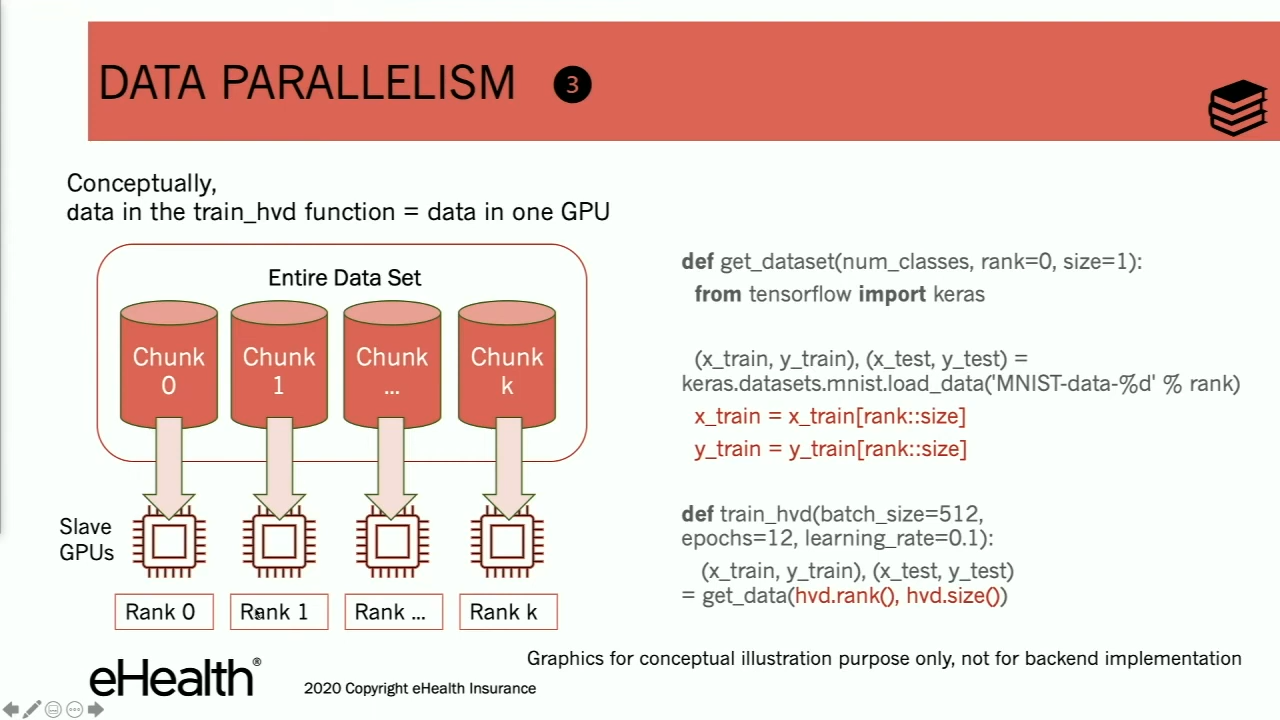 DATA PARALLELISM 3
Conceptually,
data in the train_hvd function = data in one GPU
Entire Data Set
Chunk 0
Chunk 1
Chunk ...
Chunk k
Slave
GPUs
Rank 0
Rank 1
Rank ...
Rank k
def get_dataset(num_classes, rank=0, size=1):
from tensorflow import keras
(x_train, y_train), (x_test, y_test) =
keras.datasets.mnist.load_data('MNIST-data-%d' % rank)
x_train = x_train[rank::size]
y_train = y_train[rank::size]
def train_hvd(batch_size=512,
epochs=12, learning_rate=0.1):
(x_train, y_train), (x_test, y_test)
= get_data(hvd.rank(), hvd.size())
Graphics for conceptual illustration purpose only, not for backend implementation
eHealth®
2020 Copyright eHealth Insurance